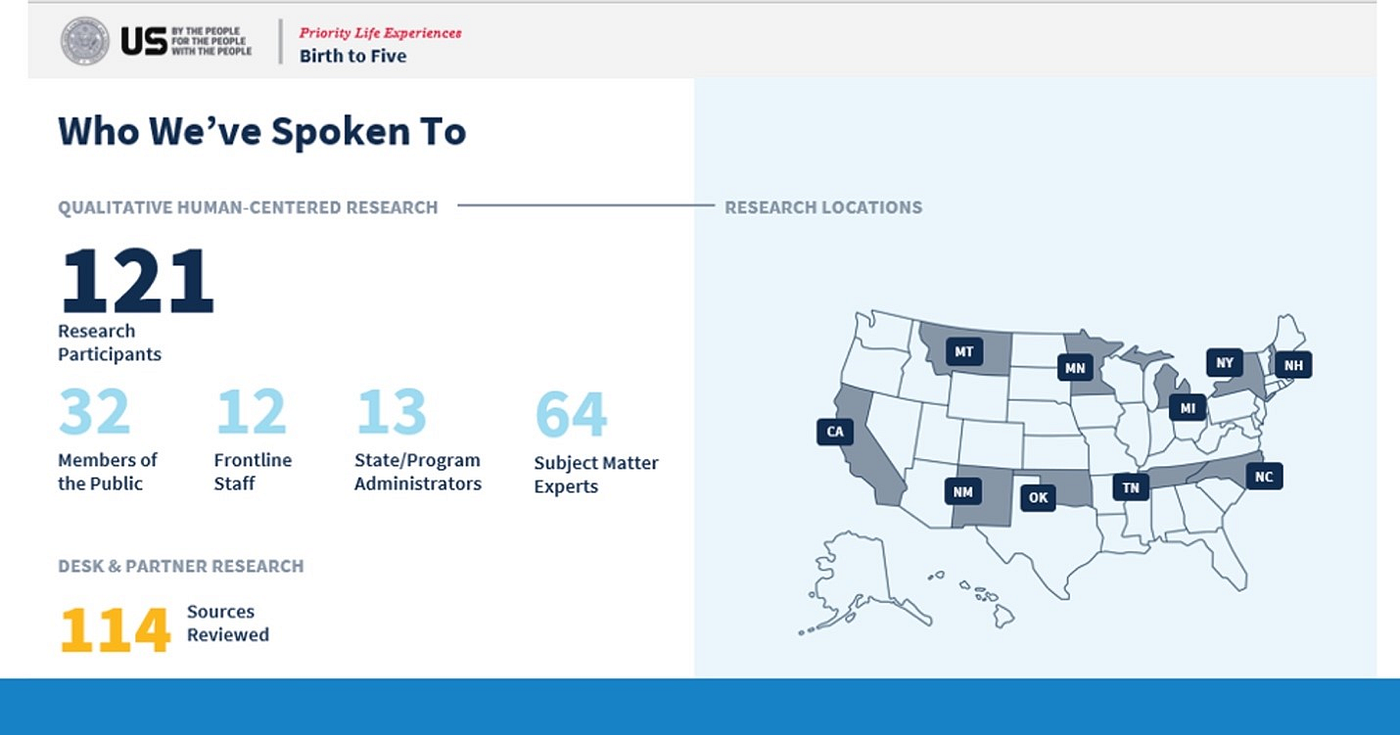 US
BY THE PEOPLE
FOR THE PEOPLE
WITH THE PEOPLE
Priority Life Experiences
Birth to Five
Who We’ve Spoken To
QUALITATIVE HUMAN-CENTERED RESEARCH
121
Research
Participants
32
Members of
the Public
12
Frontline
Staff
13
State/Program
Administrators
64
Subject Matter
Experts
DESK & PARTNER RESEARCH
114
Sources
Reviewed
RESEARCH LOCATIONS
MT
MN
NY
NH
MI
CA
NM
OK
TN
NC